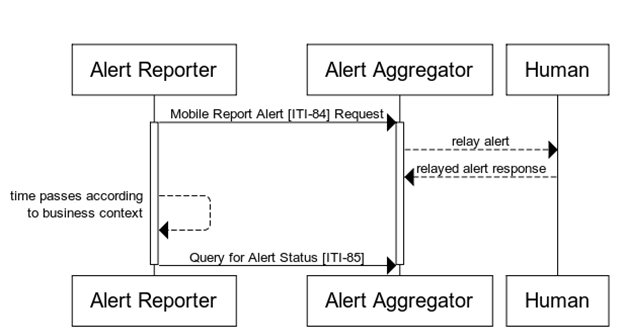 Alert Reporter
Alert Aggregator
Human
Mobile Report Alert [ITI-84] Request
relay alert
relayed alert response
time passes according
to business context
Query for Alert Status [ITI-85]
Alert Reporter
Alert Aggregator
Human